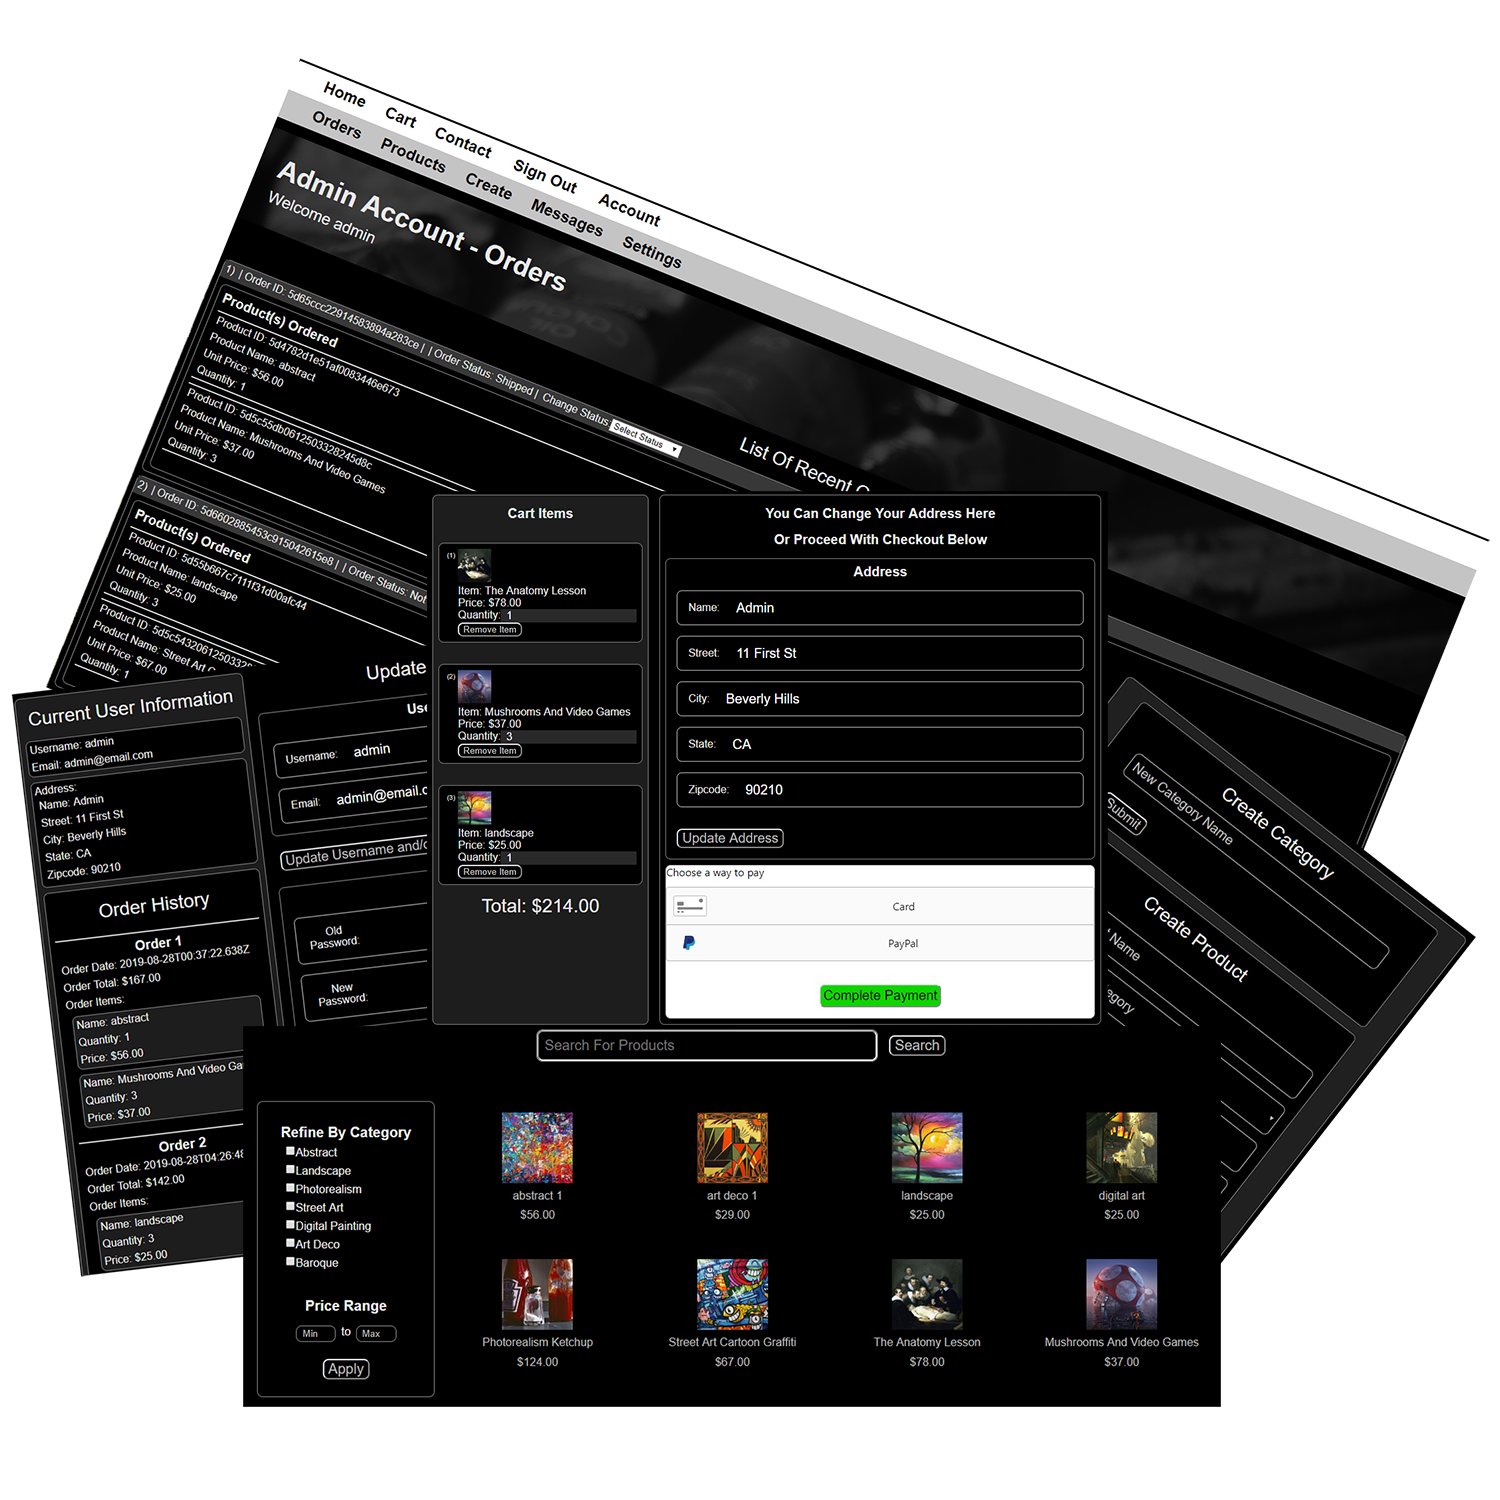 Home Cart Contact Sign Out Account
Orders Products Create Messages Settings
Admin Account - Orders
Welcome admin
List Of Recent
1) | Order ID: 5d65ccc22914583894a283ce | | Order Status: Shipped | Change Status Select Status
Product(s) Ordered
Product ID: 5d4782d1e51af0083446e673
Product Name: abstract
Unit Price: $56.00
Quantity: 1
Product ID: 5d5c55db0612503328245d8c
Product Name: Mushrooms And Video Games
Unit Price: $37.00
Quantity: 3
2) | Order ID: 5d6602885453c915042615e8 | | Order Status: Not
Product(s) Ordered
Product ID: 5d55b667c7111f31d00afc44
Product Name: landscape
Unit Price: $25.00
Quantity: 3
Product ID: 5d5c5432061250332
Product Name: Street Art
Unit Price: $67.00
Quantity: 1
Current User Information
Username: admin
Email: admin@email.com
Address:
Name: Admin
Street: 11 First St
City: Beverly Hills
State: CA
Zipcode: 90210
Order History
Order 1
Order Date: 2019-08-28T00:37:22.638Z
Order Total: $167.00
Order Items:
Name: abstract
Quantity: 1
Price: $56.00
Name: Mushrooms And Video Ga
Quantity: 3
Price: $37.00
Order 2
Order Date: 2019-08-28T04:26:48
Order Total: $142.00
Order Items:
Name: landscape
Quantity: 3
Price: $25.00
Update
Use
Username: admin
Email: admin@email.c
Update Username and/o
Old
Password:
New
Password:
Cart Items
(1)
Item: The Anatomy Lesson
Price: $78.00
Quantity: 1
Remove Item
(2)
Item: Mushrooms And Video Games
Price: $37.00
Quantity: 3
Remove Item
(3)
Item: landscape
Price: $25.00
Quantity: 1
Remove Item
Total: $214.00
You Can Change Your Address Here
Or Proceed With Checkout Below
Address
Name: Admin
Street: 11 First St
City: Beverly Hills
State: CA
Zipcode: 90210
Update Address
Choose a way to pay
Card
PayPal
Complete Payment
Create Category
New Category Name
Submit
Create Product
Name
egory
Search For Products Search
Refine By Category
Abstract
Landscape
Photorealism
Street Art
Digital Painting
Art Deco
Baroque
Price Range
Min to Max
Apply
abstract 1
$56.00
art deco 1
$29.00
landscape
$25.00
digital art
$25.00
Photorealism Ketchup
$124.00
Street Art Cartoon Graffiti
$67.00
The Anatomy Lesson
$78.00
Mushrooms And Video Games
$37.00